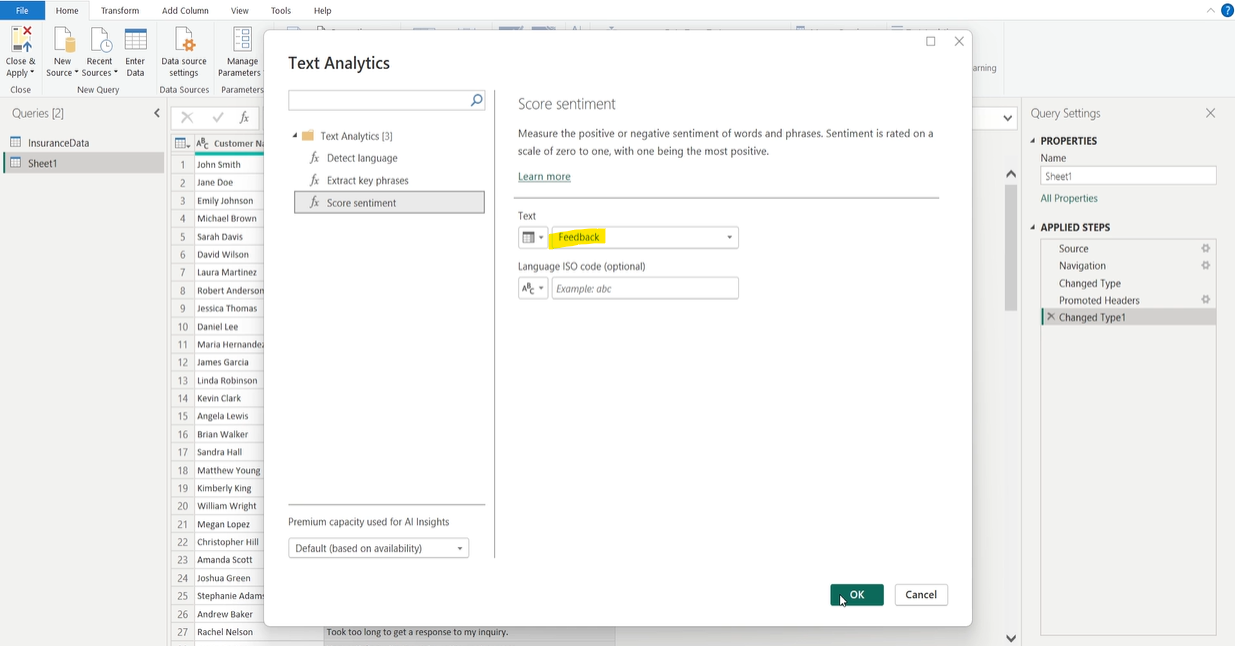 File Home Transform Add Column View Tools Help
Close & Apply
New Source
Recent Sources
Enter Data
Data source settings
Manage Parameters
Close
New Query
Data Sources
Parameters
arning
Queries [2]
InsuranceData
Sheet1
fx
ABC Customer Na
1 John Smith
2 Jane Doe
3 Emily Johnson
4 Michael Brown
5 Sarah Davis
6 David Wilson
7 Laura Martinez
8 Robert Anderson
9 Jessica Thomas
10 Daniel Lee
11 Maria Hernandez
12 James Garcia
13 Linda Robinson
14 Kevin Clark
15 Angela Lewis
16 Brian Walker
17 Sandra Hall
18 Matthew Young
19 Kimberly King
20 William Wright
21 Megan Lopez
22 Christopher Hill
23 Amanda Scott
24 Joshua Green
25 Stephanie Adams
26 Andrew Baker
27 Rachel Nelson
Took too long to get a response to my inquiry.
Text Analytics
Text Analytics [3]
fx Detect language
fx Extract key phrases
fx Score sentiment
Premium capacity used for AI Insights
Default (based on availability)
Score sentiment
Measure the positive or negative sentiment of words and phrases. Sentiment is rated on a
scale of zero to one, with one being the most positive.
Learn more
Text
Feedback
Language ISO code (optional)
ABC Example: abc
OK Cancel
Query Settings
PROPERTIES
Name
Sheet1
All Properties
APPLIED STEPS
Source
Navigation
Changed Type
Promoted Headers
Changed Type1
?